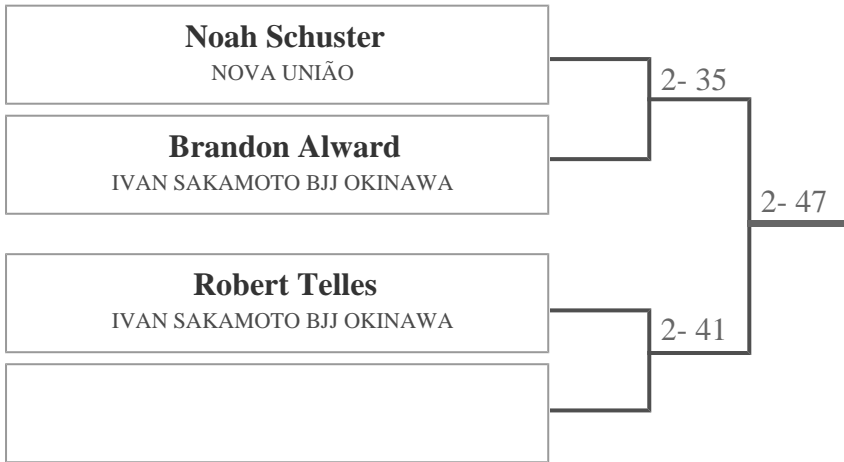 Noah Schuster
NOVA UNIÃO
2- 35
Brandon Alward
IVAN SAKAMOTO BJJ OKINAWA
2- 47
Robert Telles
IVAN SAKAMOTO BJJ OKINAWA
2- 41